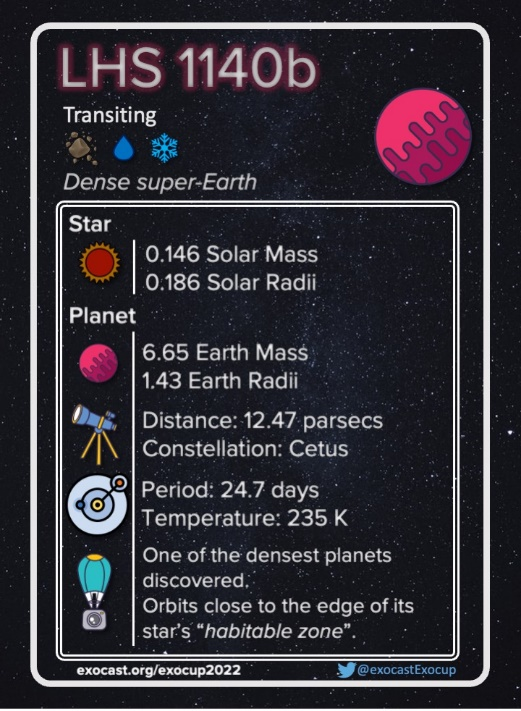 LHS 1140b
Transiting
Dense super-Earth
Star
0.146 Solar Mass
0.186 Solar Radii
Planet
6.65 Earth Mass
1.43 Earth Radii
Distance: 12.47 parsecs
Constellation: Cetus
Period: 24.7 days
Temperature: 235 K
One of the densest planets
discovered.
Orbits close to the edge of its
star's “habitable zone”.
exocast.org/exocup2022
@exocastExocup